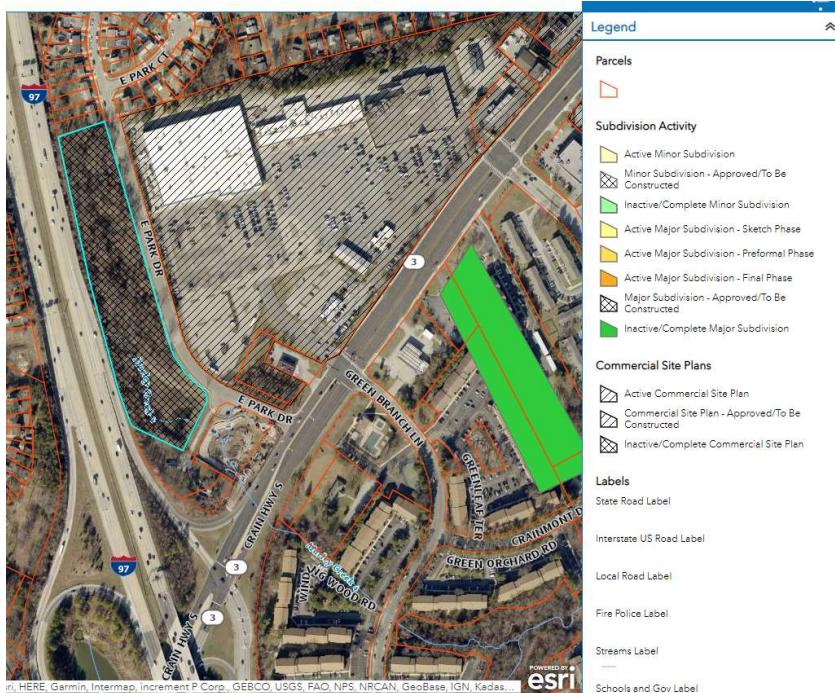 E PARK CT
97
E PARK DR
3
E PARK DR
GREEN BRANCH LN
CRAIN HWY S
GREENLEAF TER
CRAINMONT D
GREEN ORCHARD RD
WOOD RD
97
3
3
CRAIN HWY S
ri, HERE, Garmin, Intermap, increment P Corp., GEBCO, USGS, FAO, NPS, NRCAN, GeoBase, IGN, Kadas...
POWERED BY
esri
Legend
Parcels
Subdivision Activity
Active Minor Subdivision
Minor Subdivision - Approved/To Be
Constructed
Inactive/Complete Minor Subdivision
Active Major Subdivision - Sketch Phase
Active Major Subdivision - Preformal Phase
Active Major Subdivision - Final Phase
Major Subdivision - Approved/To Be
Constructed
Inactive/Complete Major Subdivision
Commercial Site Plans
Active Commercial Site Plan
Commercial Site Plan - Approved/To Be
Constructed
Inactive/Complete Commercial Site Plan
Labels
State Road Label
Interstate US Road Label
Local Road Label
Fire Police Label
Streams Label
Schools and Gov Label